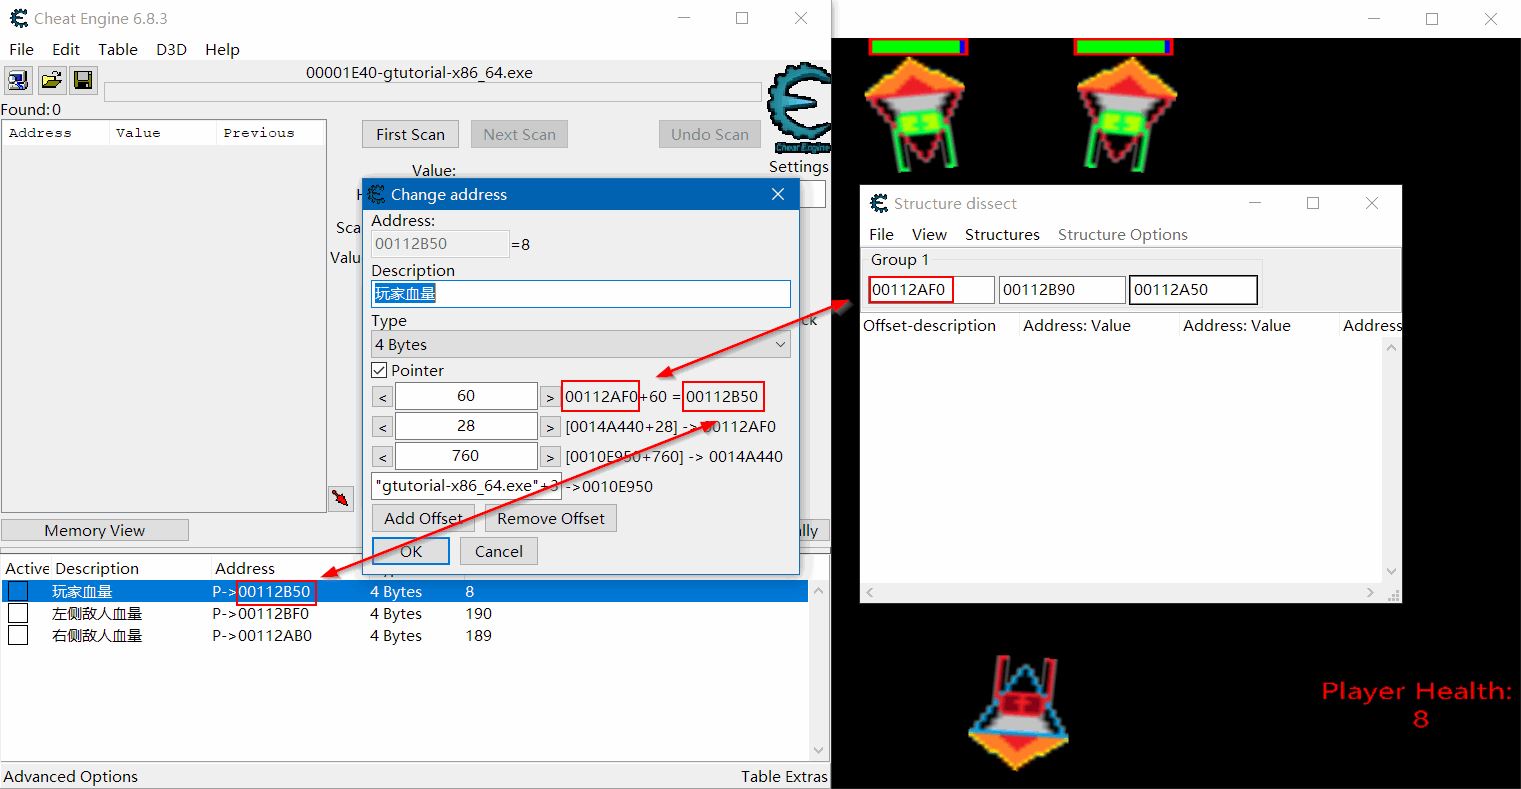 Cheat Engine 6.8.3
File Edit Table D3D Help
00001E40-gtutorial-x86_64.exe
Found: 0
Address Value Previous
First Scan Next Scan Undo Scan
Cheat Engine
Settings
Value:
H
Sca
Valu
Memory View
Change address
Address:
00112B50 =8
Description
玩家血量
Type
4 Bytes
Pointer
< 60 > 00112AF0+60 = 00112B50
< 28 > [0014A440+28] -> 00112AF0
< 760 > [0010E950+760] -> 0014A440
"gtutorial-x86_64.exe"+3 ->0010E950
Add Offset Remove Offset
OK Cancel
ck
lly
Active Description Address
玩家血量 P->00112B50 4 Bytes 8
左侧敌人血量 P->00112BF0 4 Bytes 190
右侧敌人血量 P->00112AB0 4 Bytes 189
Advanced Options Table Extras
Structure dissect
File View Structures Structure Options
Group 1
00112AF0 00112B90 00112A50
Offset-description Address: Value Address: Value Address
Player Health:
8